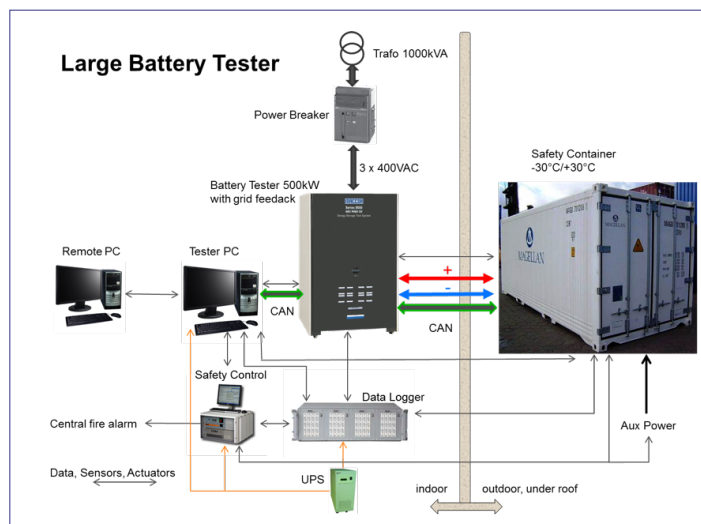 Large Battery Tester
Trafo 1000kVA
Power Breaker
3 x 400VAC
Safety Container
-30°C/+30°C
Battery Tester 500kW
with grid feedack
Remote PC
Tester PC
+
-
CAN
CAN
MAGELLAN
Safety Control
Data Logger
Central fire alarm
Aux Power
Data, Sensors, Actuators
UPS
indoor
outdoor, under roof